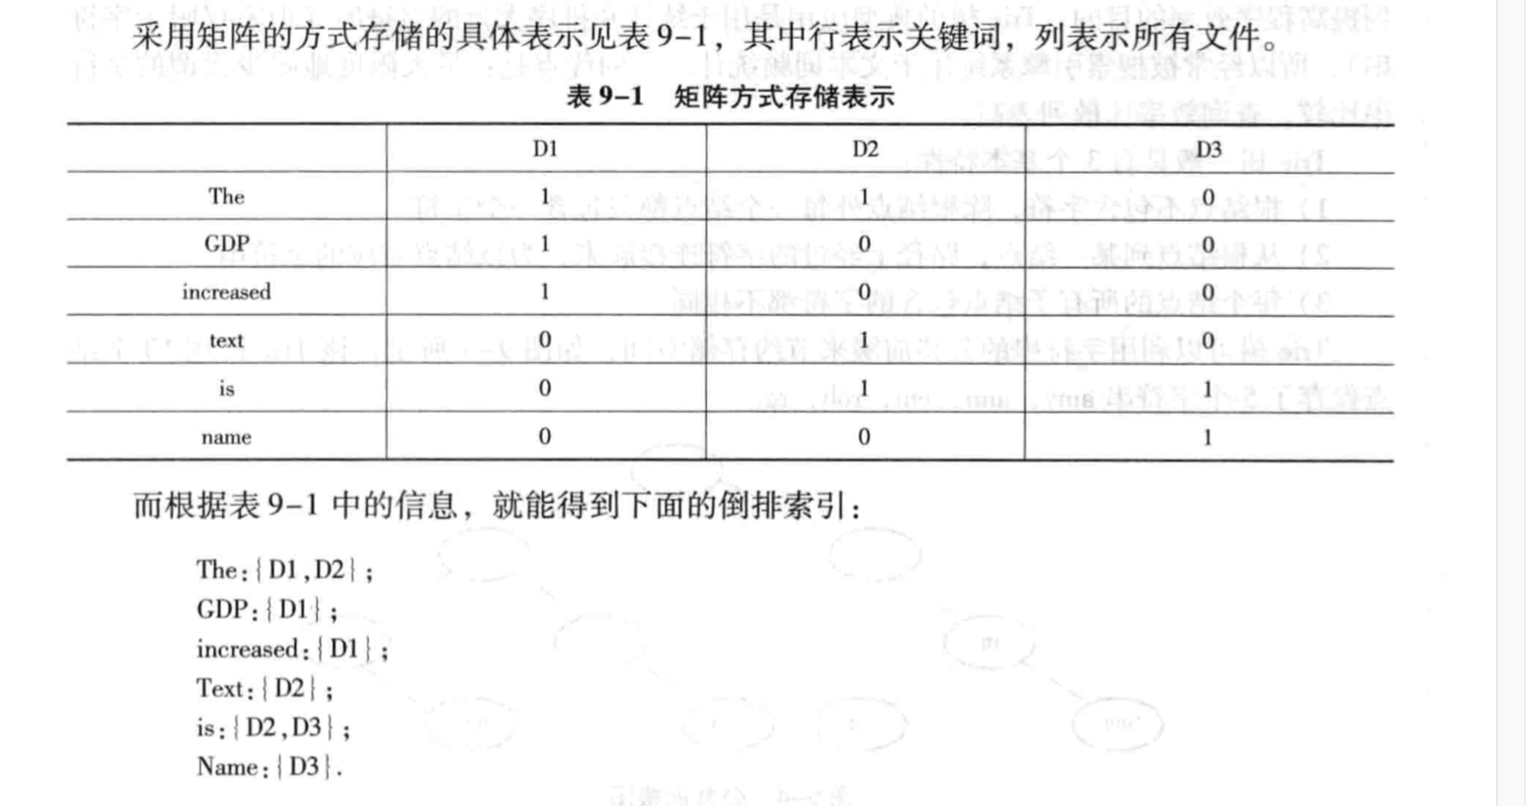 采用矩阵的方式存储的具体表示见表 9-1，其中行表示关键词，列表示所有文件。
表 9-1 矩阵方式存储表示
D1 D2 D3
The 1 1 0
GDP 1 0 0
increased 1 0 0
text 0 1 0
is 0 1 1
name 0 0 1
而根据表 9-1 中的信息，就能得到下面的倒排索引：
The:{D1,D2};
GDP:{D1};
increased:{D1};
Text:{D2};
is:{D2,D3};
Name:{D3}.